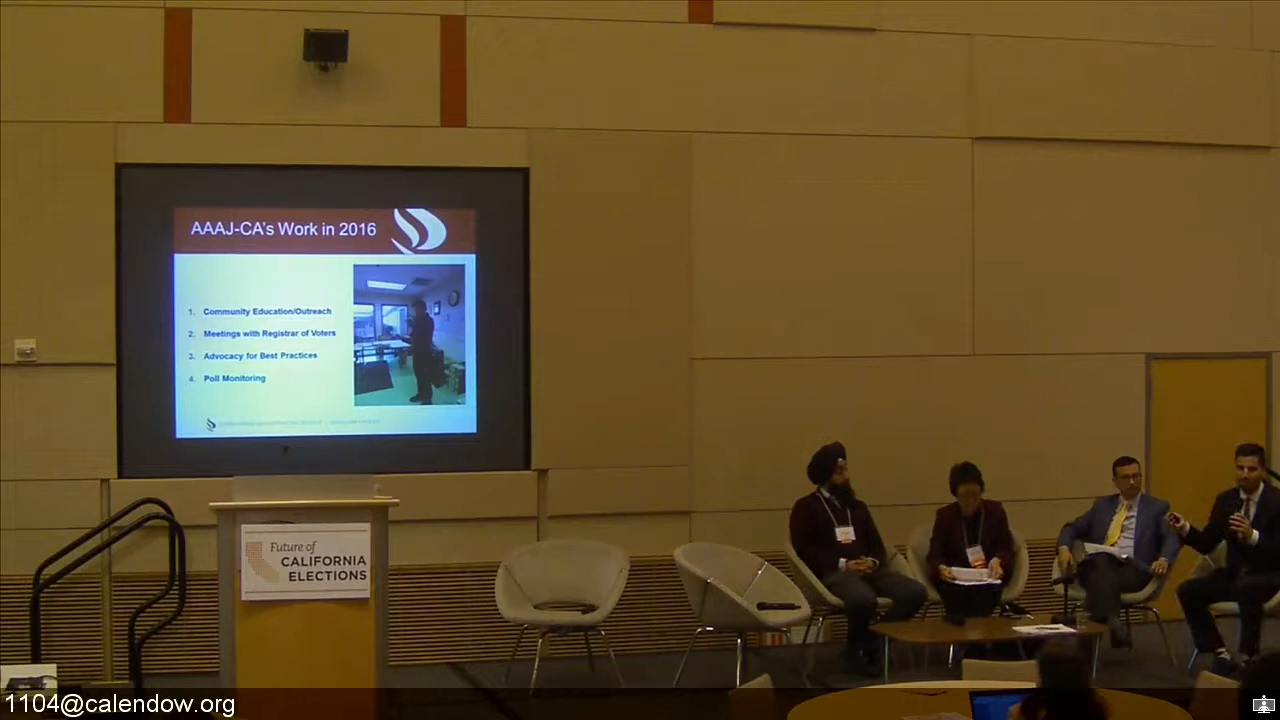 AAAJ-CA's Work in 2016
1. Community Education/Outreach
2. Meetings with Registrar of Voters
3. Advocacy for Best Practices
4. Poll Monitoring
Future of
CALIFORNIA
ELECTIONS
1104@calendow.org